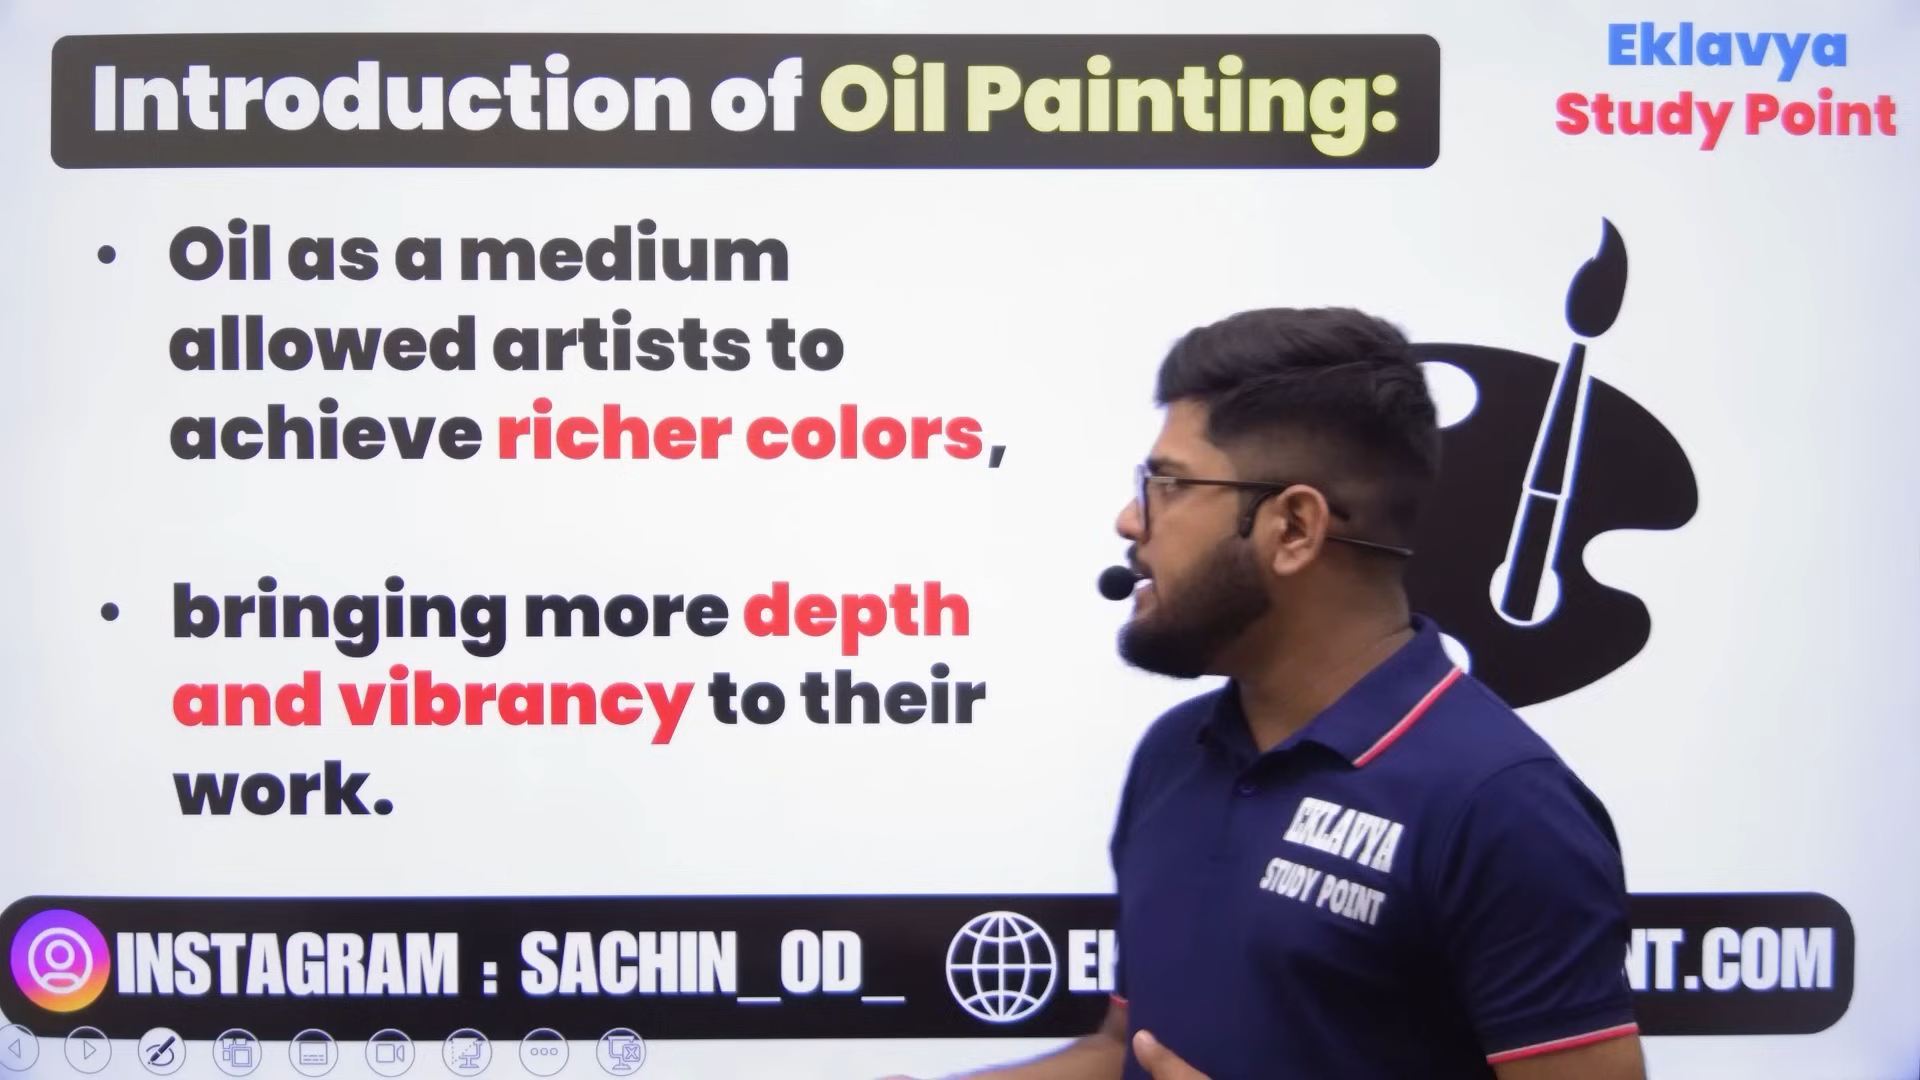 Introduction of Oil Painting:
Eklavya
Study Point
• Oil as a medium
allowed artists to
achieve richer colors,
• bringing more depth
and vibrancy to their
work.
EKLAVYA
STUDY POINT
INSTAGRAM : SACHIN_OD_
NT.COM